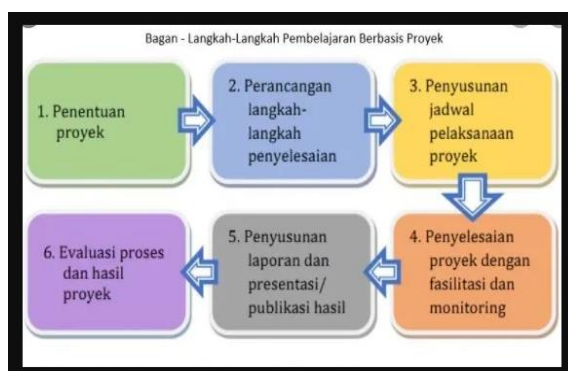 Bagan - Langkah-Langkah Pembelajaran Berbasis Proyek
1. Penentuan
proyek
2. Perancangan
langkah-
langkah
penyelesaian
3. Penyusunan
jadwal
pelaksanaan
proyek
4. Penyelesaian
proyek dengan
fasilitasi dan
monitoring
5. Penyusunan
laporan dan
presentasi/
publikasi hasil
6. Evaluasi proses
dan hasil
proyek